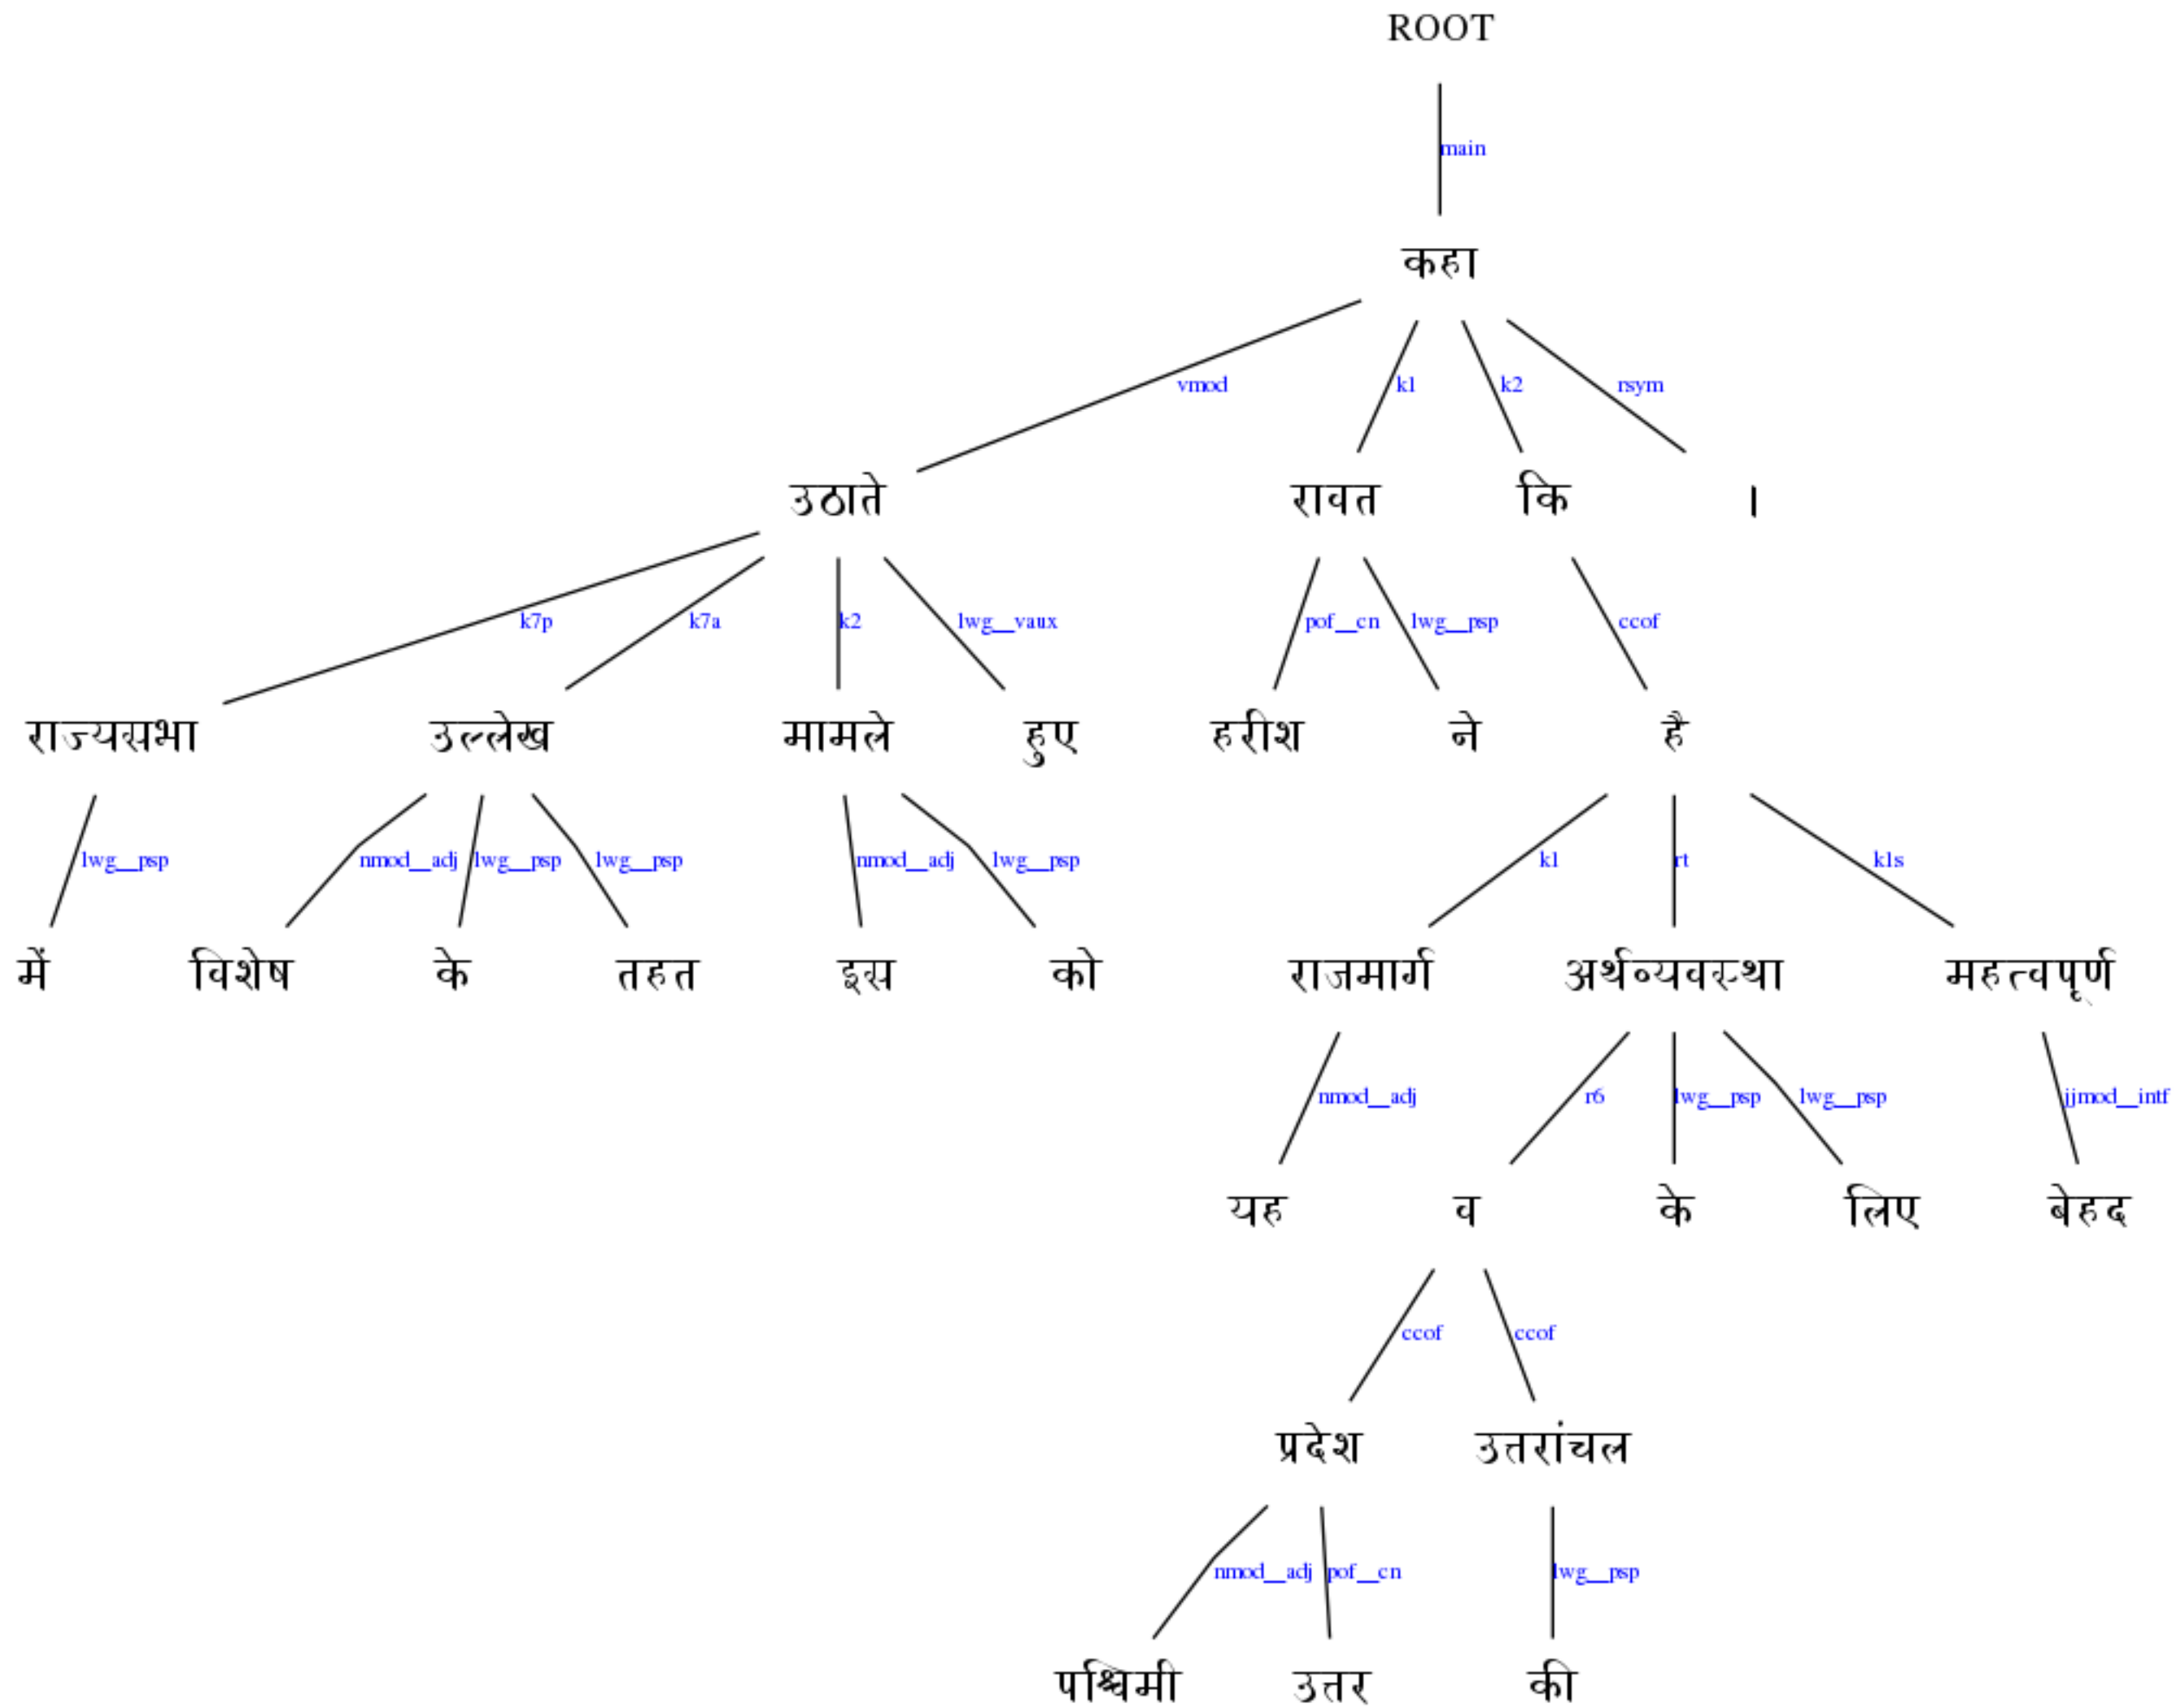 ROOT
main
कहा
vmod k1 k2 rsym
उठाते रावत कि ।
k7p k7a k2 lwg__vaux pof__cn lwg__psp ccof
राज्यसभा उल्लेख मामले हुए हरीश ने है
lwg__psp nmod__adj lwg__psp lwg__psp nmod__adj lwg__psp k1 rt k1s
में विशेष के तहत इस को राजमार्ग अर्थव्यवस्था महत्वपूर्ण
nmod__adj r6 lwg__psp lwg__psp jjmod__intf
यह व के लिए बेहद
ccof ccof
प्रदेश उत्तरांचल
nmod__adj pof__cn lwg__psp
पश्चिमी उत्तर की